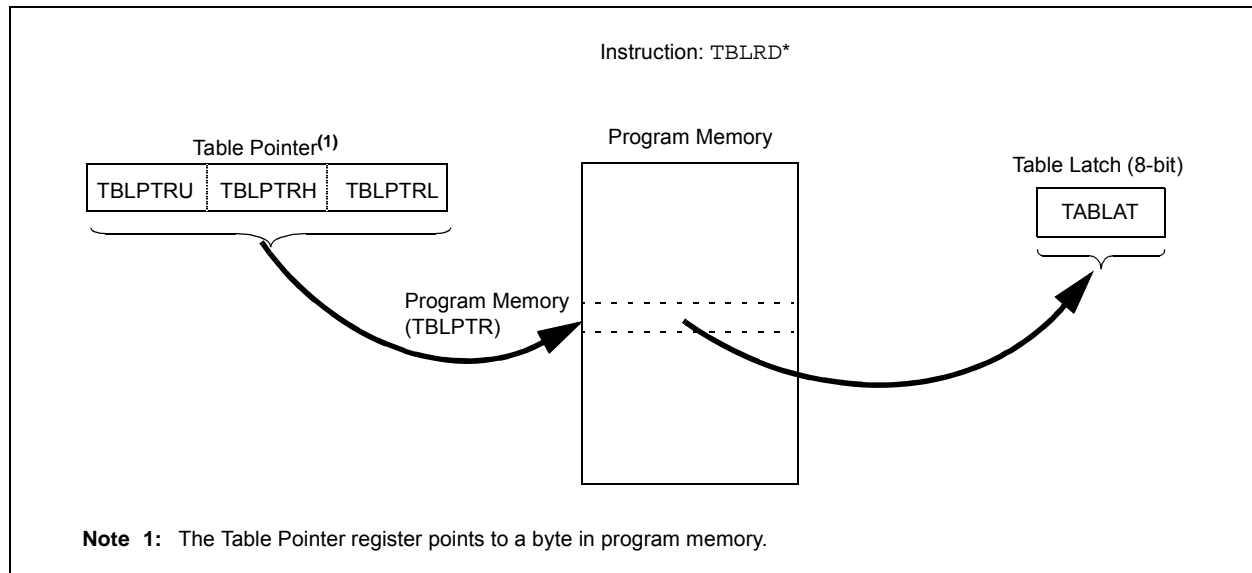 Instruction: TBLRD*
Table Pointer(1)
TBLPTRU TBLPTRH TBLPTRL
Program Memory
Table Latch (8-bit)
TABLAT
Program Memory
(TBLPTR)
Note 1: The Table Pointer register points to a byte in program memory.